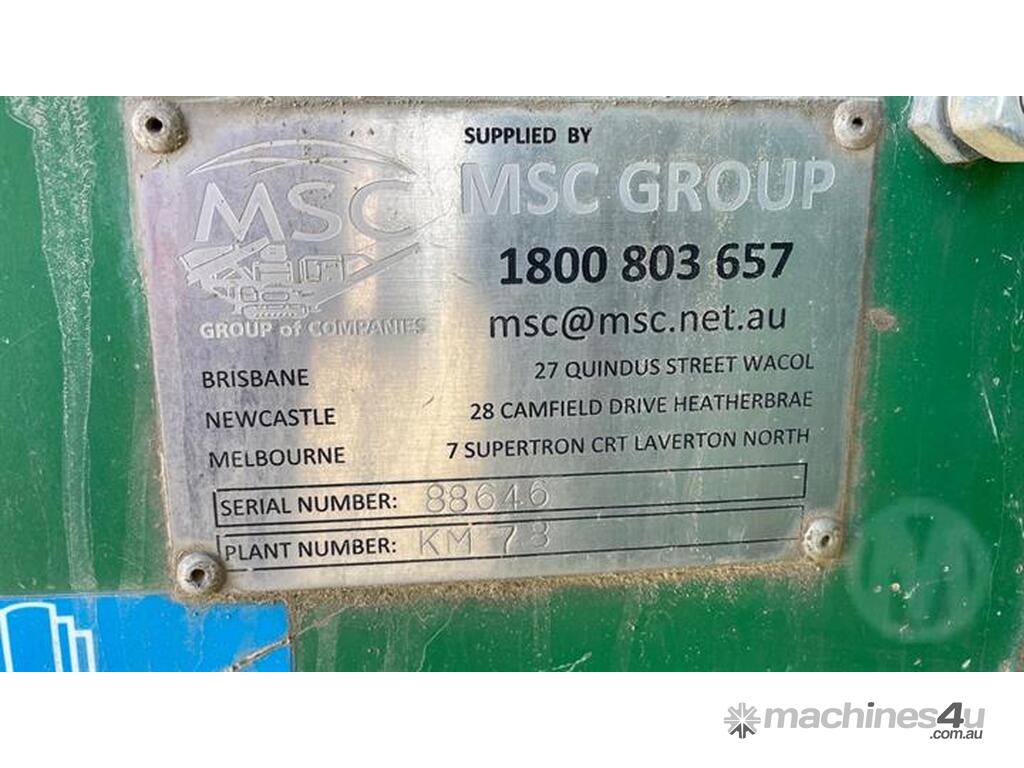 SUPPLIED BY
MSC GROUP
MSC
GROUP of COMPANIES
1800 803 657
msc@msc.net.au
BRISBANE 27 QUINDUS STREET WACOL
NEWCASTLE 28 CAMFIELD DRIVE HEATHERBRAE
MELBOURNE 7 SUPERTRON CRT LAVERTON NORTH
SERIAL NUMBER: 88646
PLANT NUMBER: KM 73
M
machines4u
.com.au